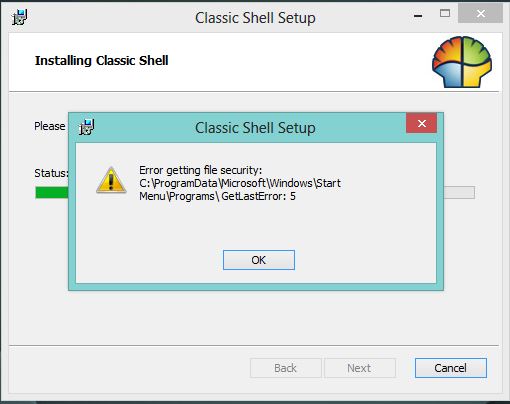 Classic Shell Setup
Installing Classic Shell
Please
Status:
Classic Shell Setup
Error getting file security:
C:\ProgramData\Microsoft\Windows\Start
Menu\Programs\ GetLastError: 5
OK
Back
Next
Cancel